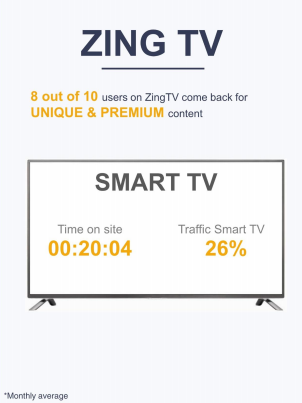 ZING TV
8 out of 10 users on ZingTV come back for
UNIQUE & PREMIUM content
SMART TV
Time on site Traffic Smart TV
00:20:04 26%
*Monthly average